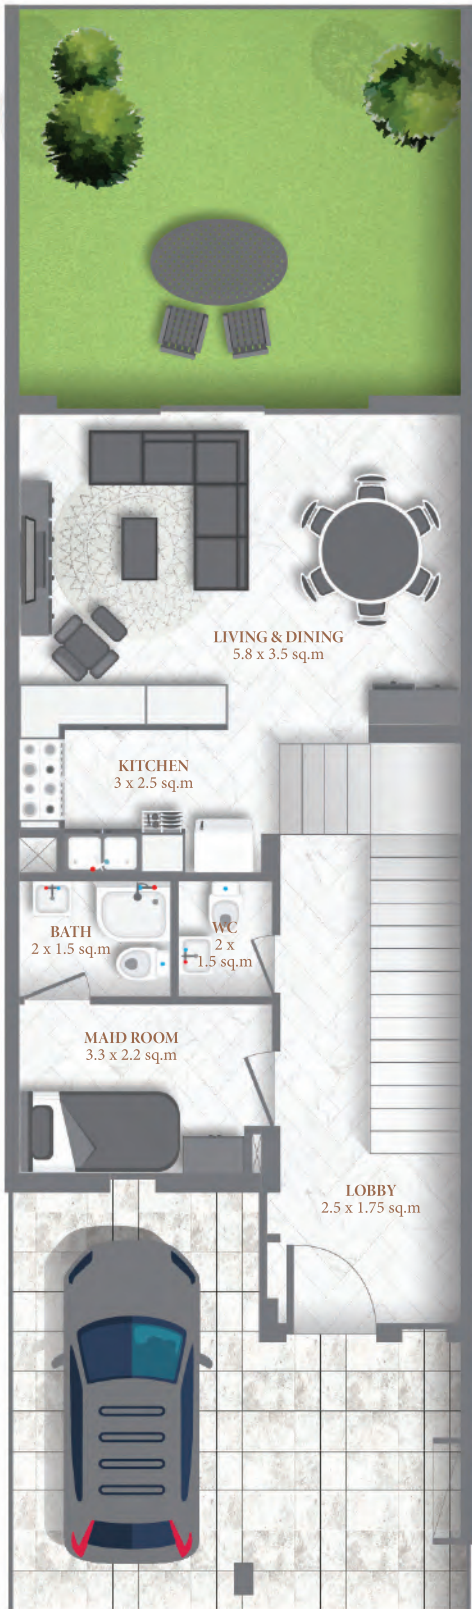 LIVING & DINING
5.8 x 3.5 sq.m
KITCHEN
3 x 2.5 sq.m
BATH
2 x 1.5 sq.m
WC
2 x
1.5 sq.m
MAID ROOM
3.3 x 2.2 sq.m
LOBBY
2.5 x 1.75 sq.m